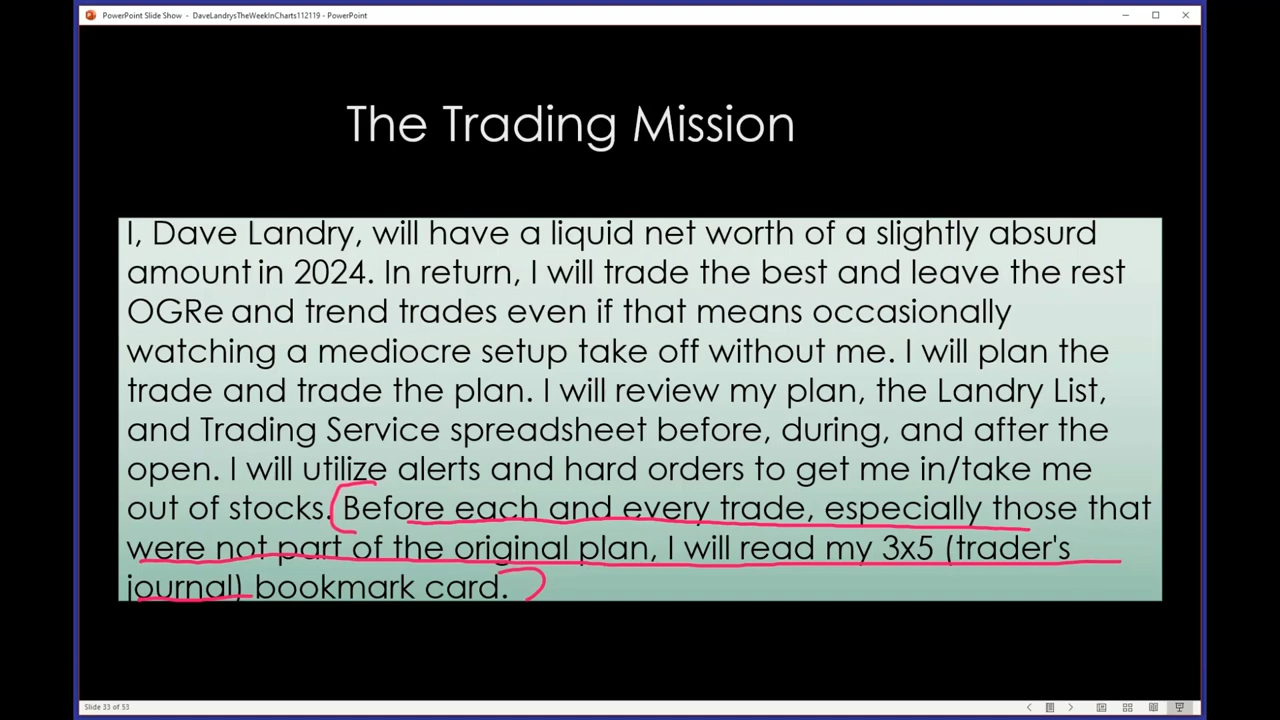 PowerPoint Slide Show - DaveLandrysTheWeekInCharts112119 - PowerPoint
The Trading Mission
I, Dave Landry, will have a liquid net worth of a slightly absurd
amount in 2024. In return, I will trade the best and leave the rest
OGRe and trend trades even if that means occasionally
watching a mediocre setup take off without me. I will plan the
trade and trade the plan. I will review my plan, the Landry List,
and Trading Service spreadsheet before, during, and after the
open. I will utilize alerts and hard orders to get me in/take me
out of stocks. Before each and every trade, especially those that
were not part of the original plan, I will read my 3x5 (trader's
journal) bookmark card.
Slide 33 of 53